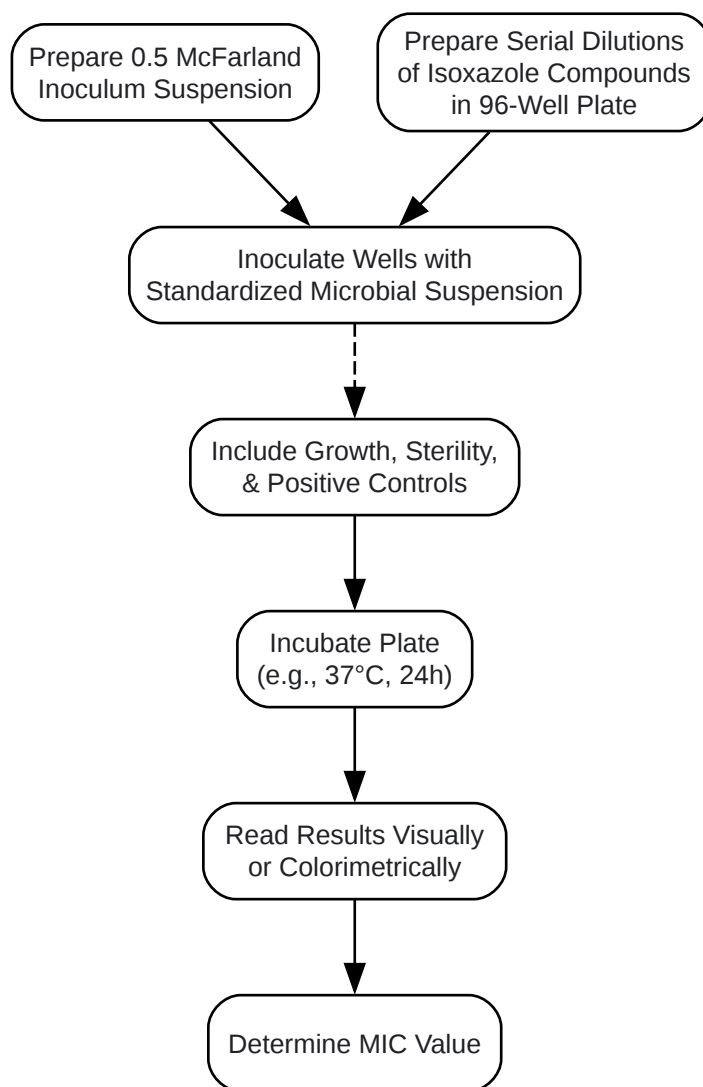 Prepare 0.5 McFarland
Inoculum Suspension
Prepare Serial Dilutions
of Isoxazole Compounds
in 96-Well Plate
Inoculate Wells with
Standardized Microbial Suspension
Include Growth, Sterility,
& Positive Controls
Incubate Plate
(e.g., 37°C, 24h)
Read Results Visually
or Colorimetrically
Determine MIC Value